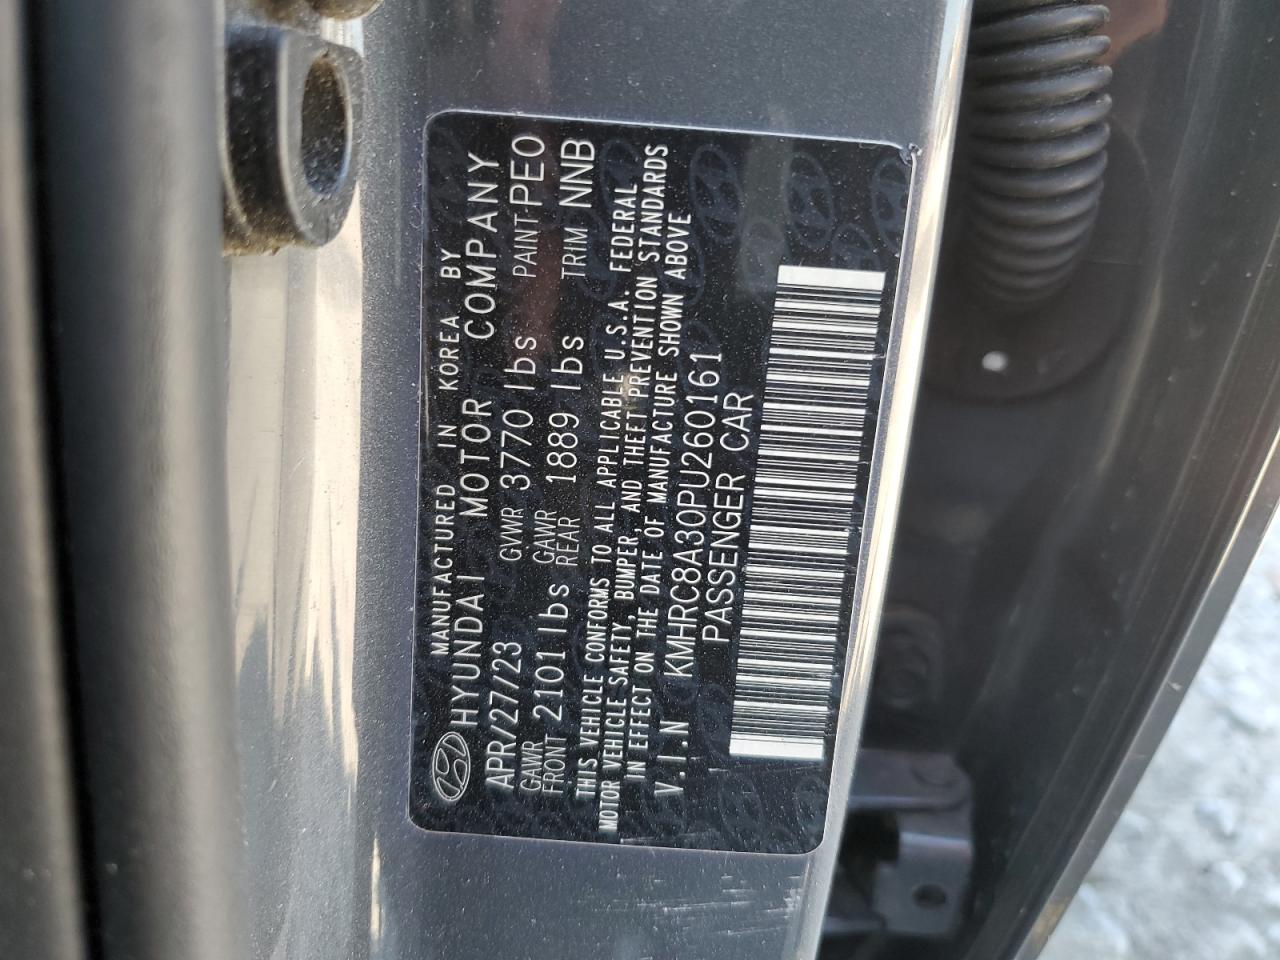 MANUFACTURED IN KOREA BY
HYUNDAI MOTOR COMPANY
APR/27/23 GVWR 3770 lbs PAINT PE0
GAWR FRONT 2101 lbs GAWR REAR 1889 lbs TRIM NNB
THIS VEHICLE CONFORMS TO ALL APPLICABLE U.S.A. FEDERAL
MOTOR VEHICLE SAFETY, BUMPER, AND THEFT PREVENTION STANDARDS
IN EFFECT ON THE DATE OF MANUFACTURE SHOWN ABOVE
V.I.N KMHRC8A30PU260161
PASSENGER CAR